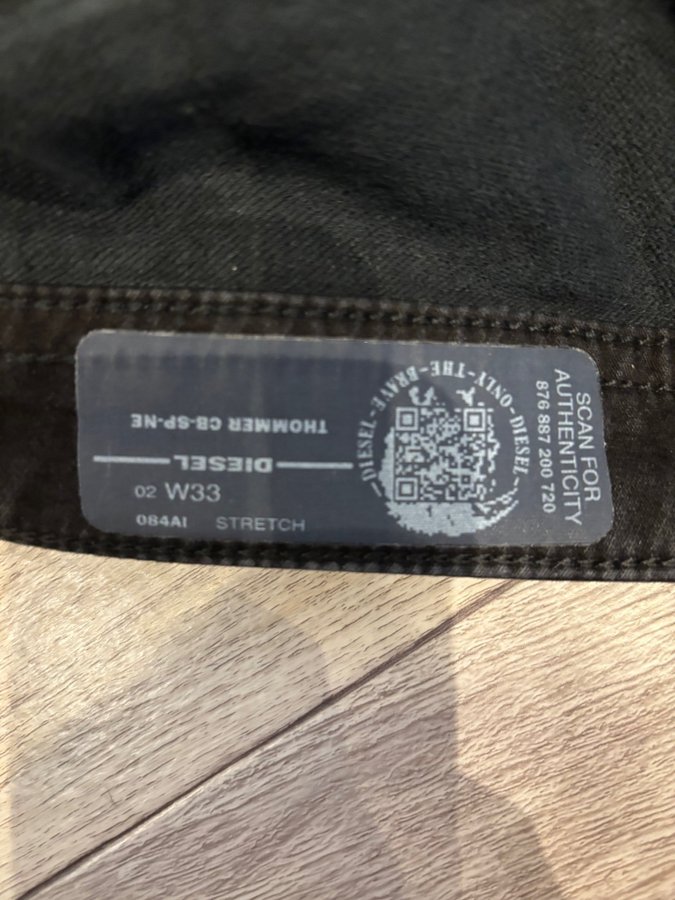 THOMMER CB-SP-NE
DIESEL
02 W33
084AI STRETCH
DIESEL-ONLY-THE-BRAVE-DIESEL-
SCAN FOR
AUTHENTICITY
876 887 200 720